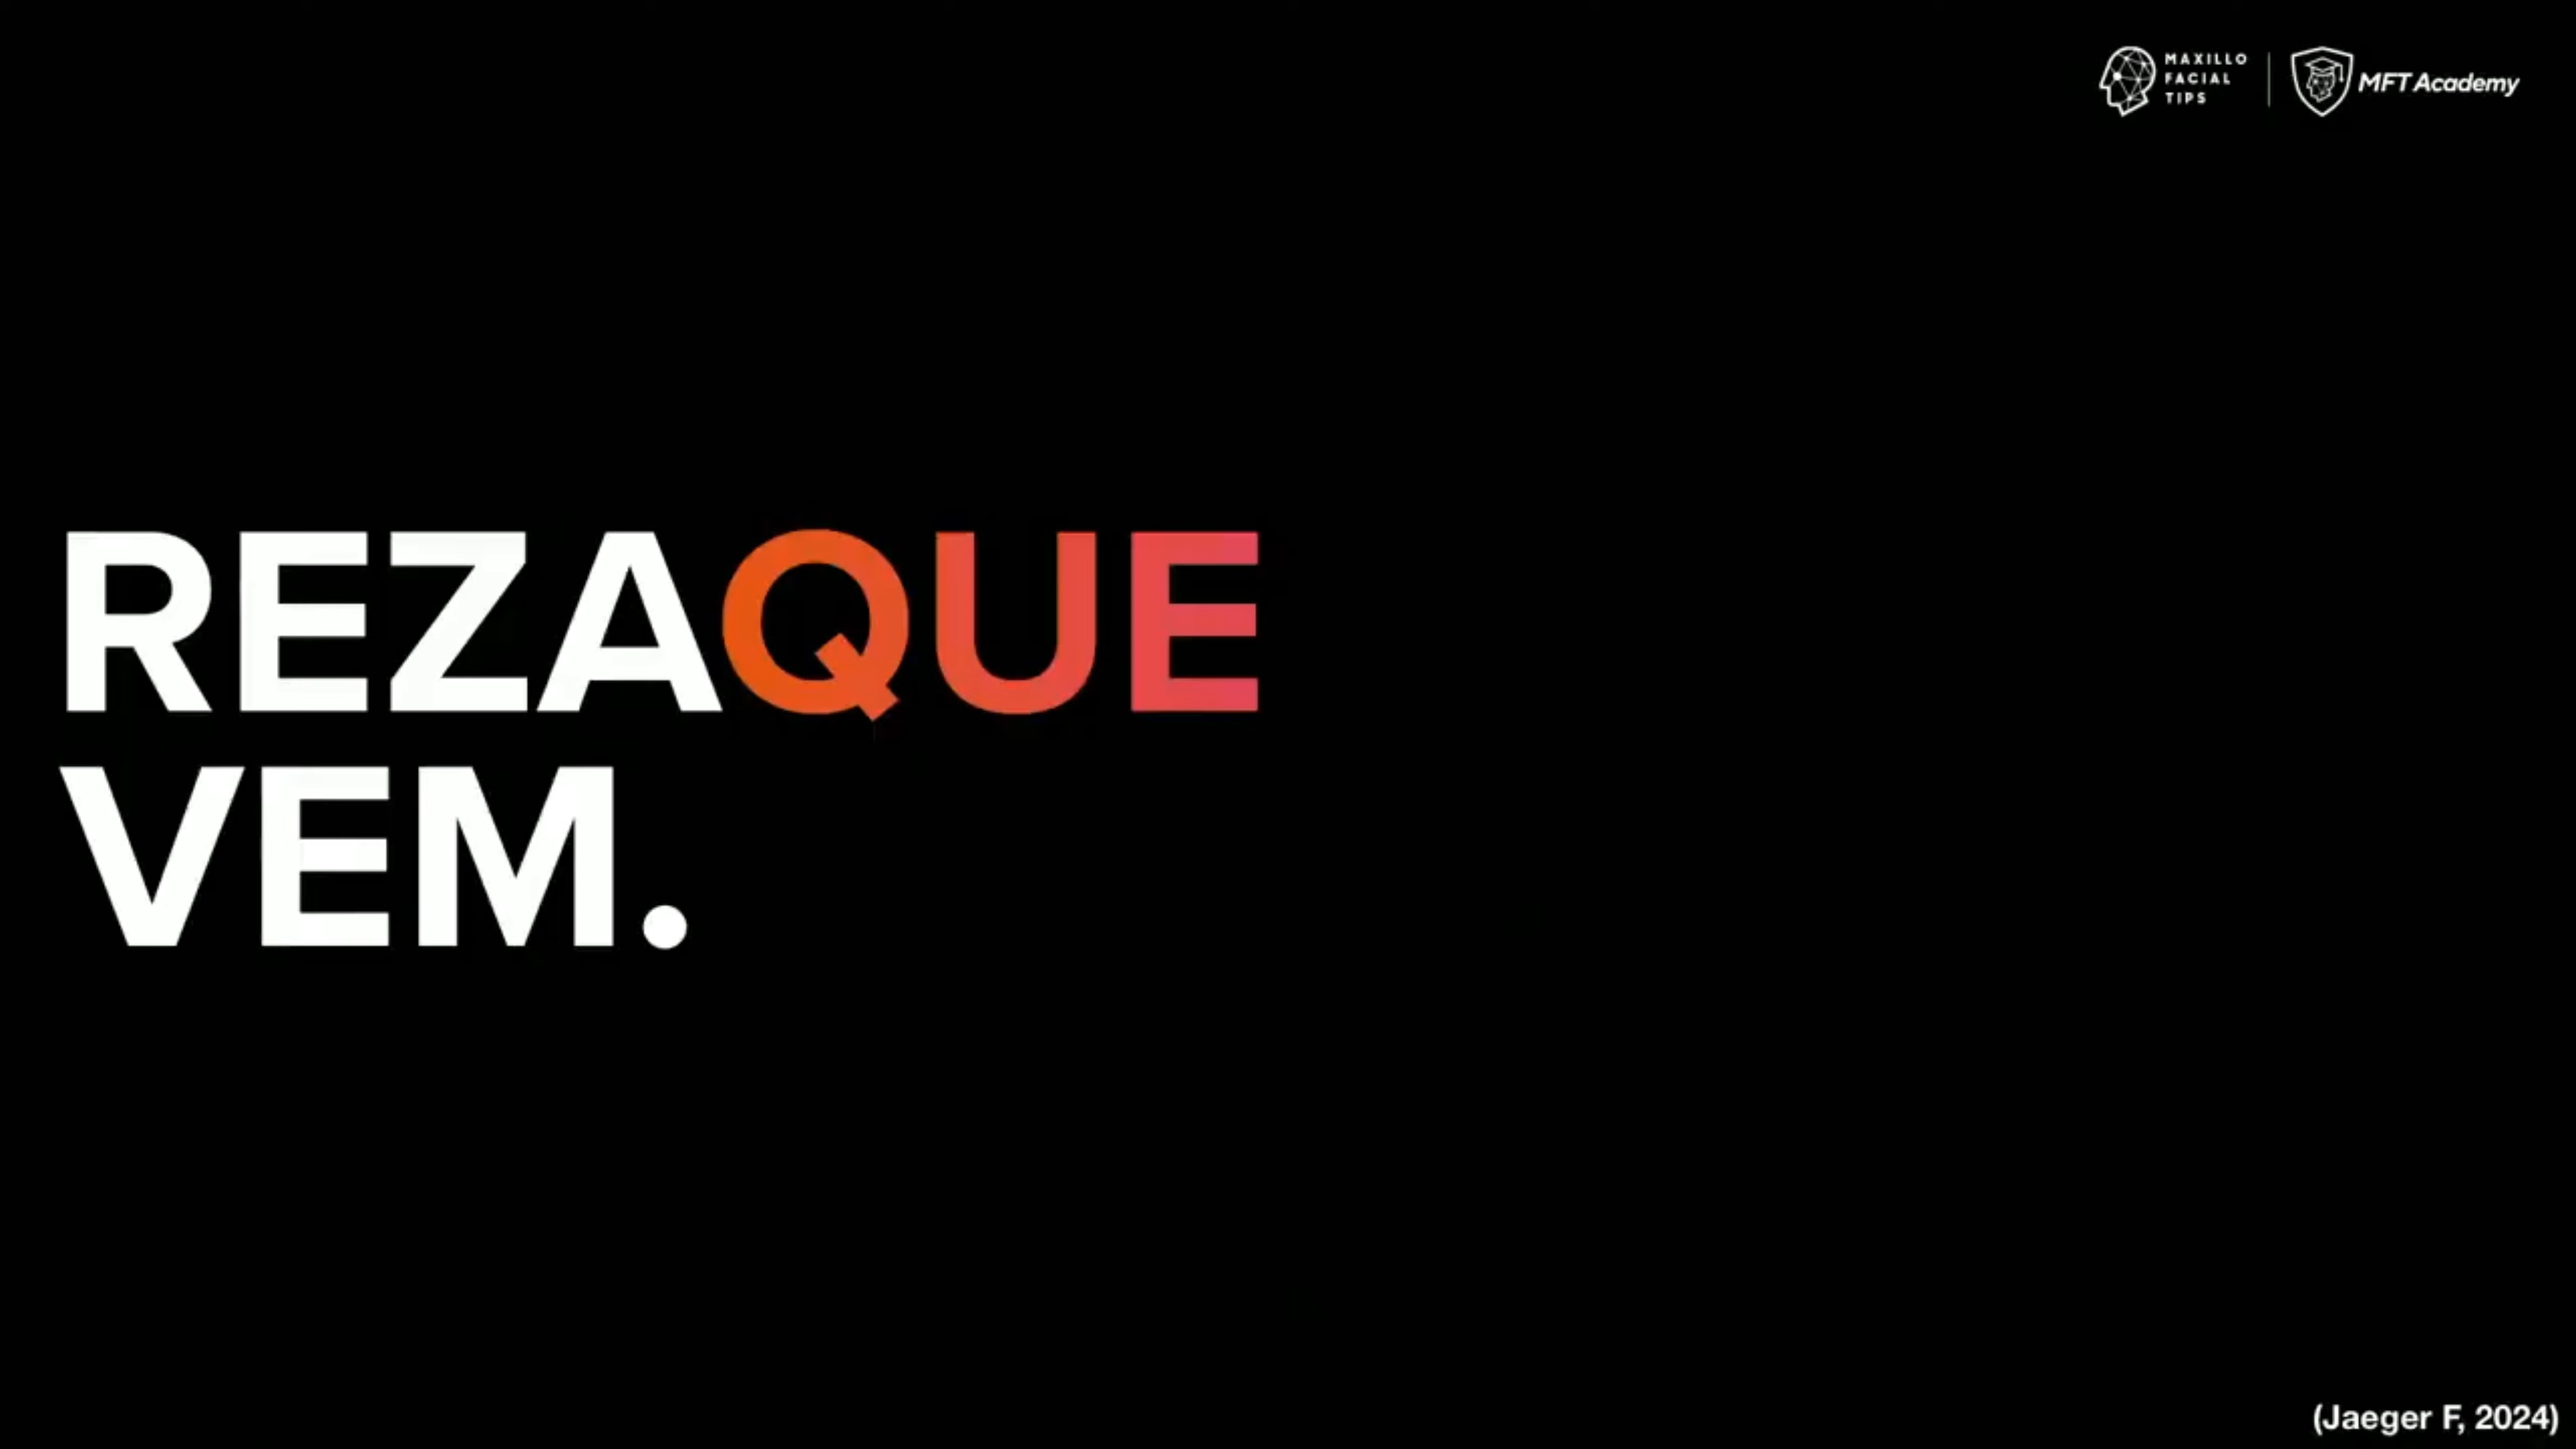 MAXILLO
FACIAL
TIPS
MFT Academy
REZAQUE
VEM.
(Jaeger F, 2024)